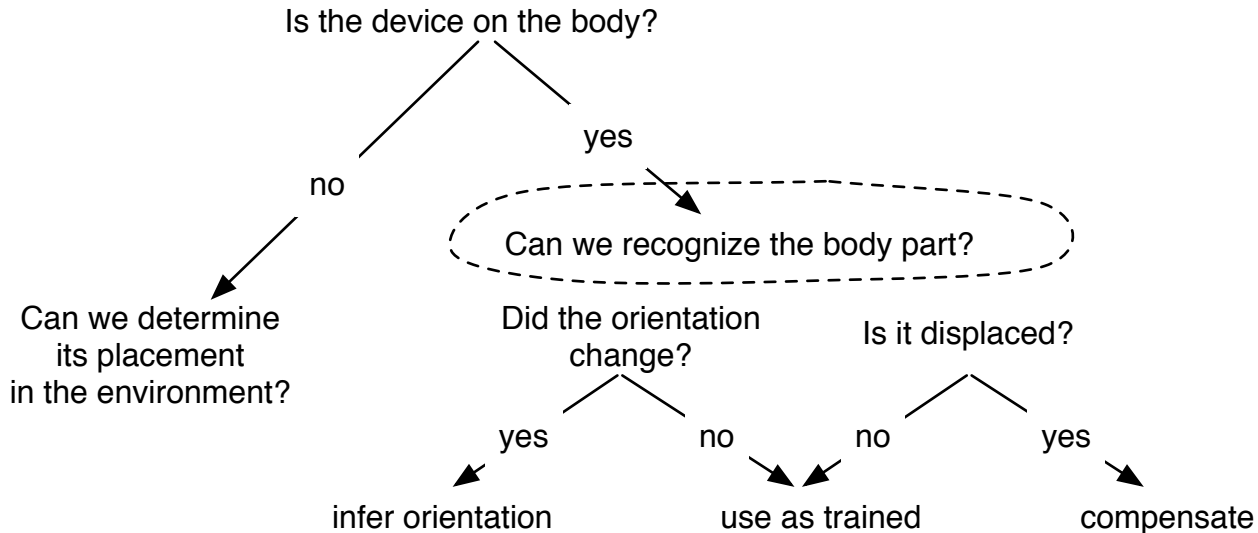 Is the device on the body?
yes
no
Can we recognize the body part?
Can we determine
its placement
in the environment?
Did the orientation
change?
Is it displaced?
yes
no
no
yes
infer orientation
use as trained
compensate